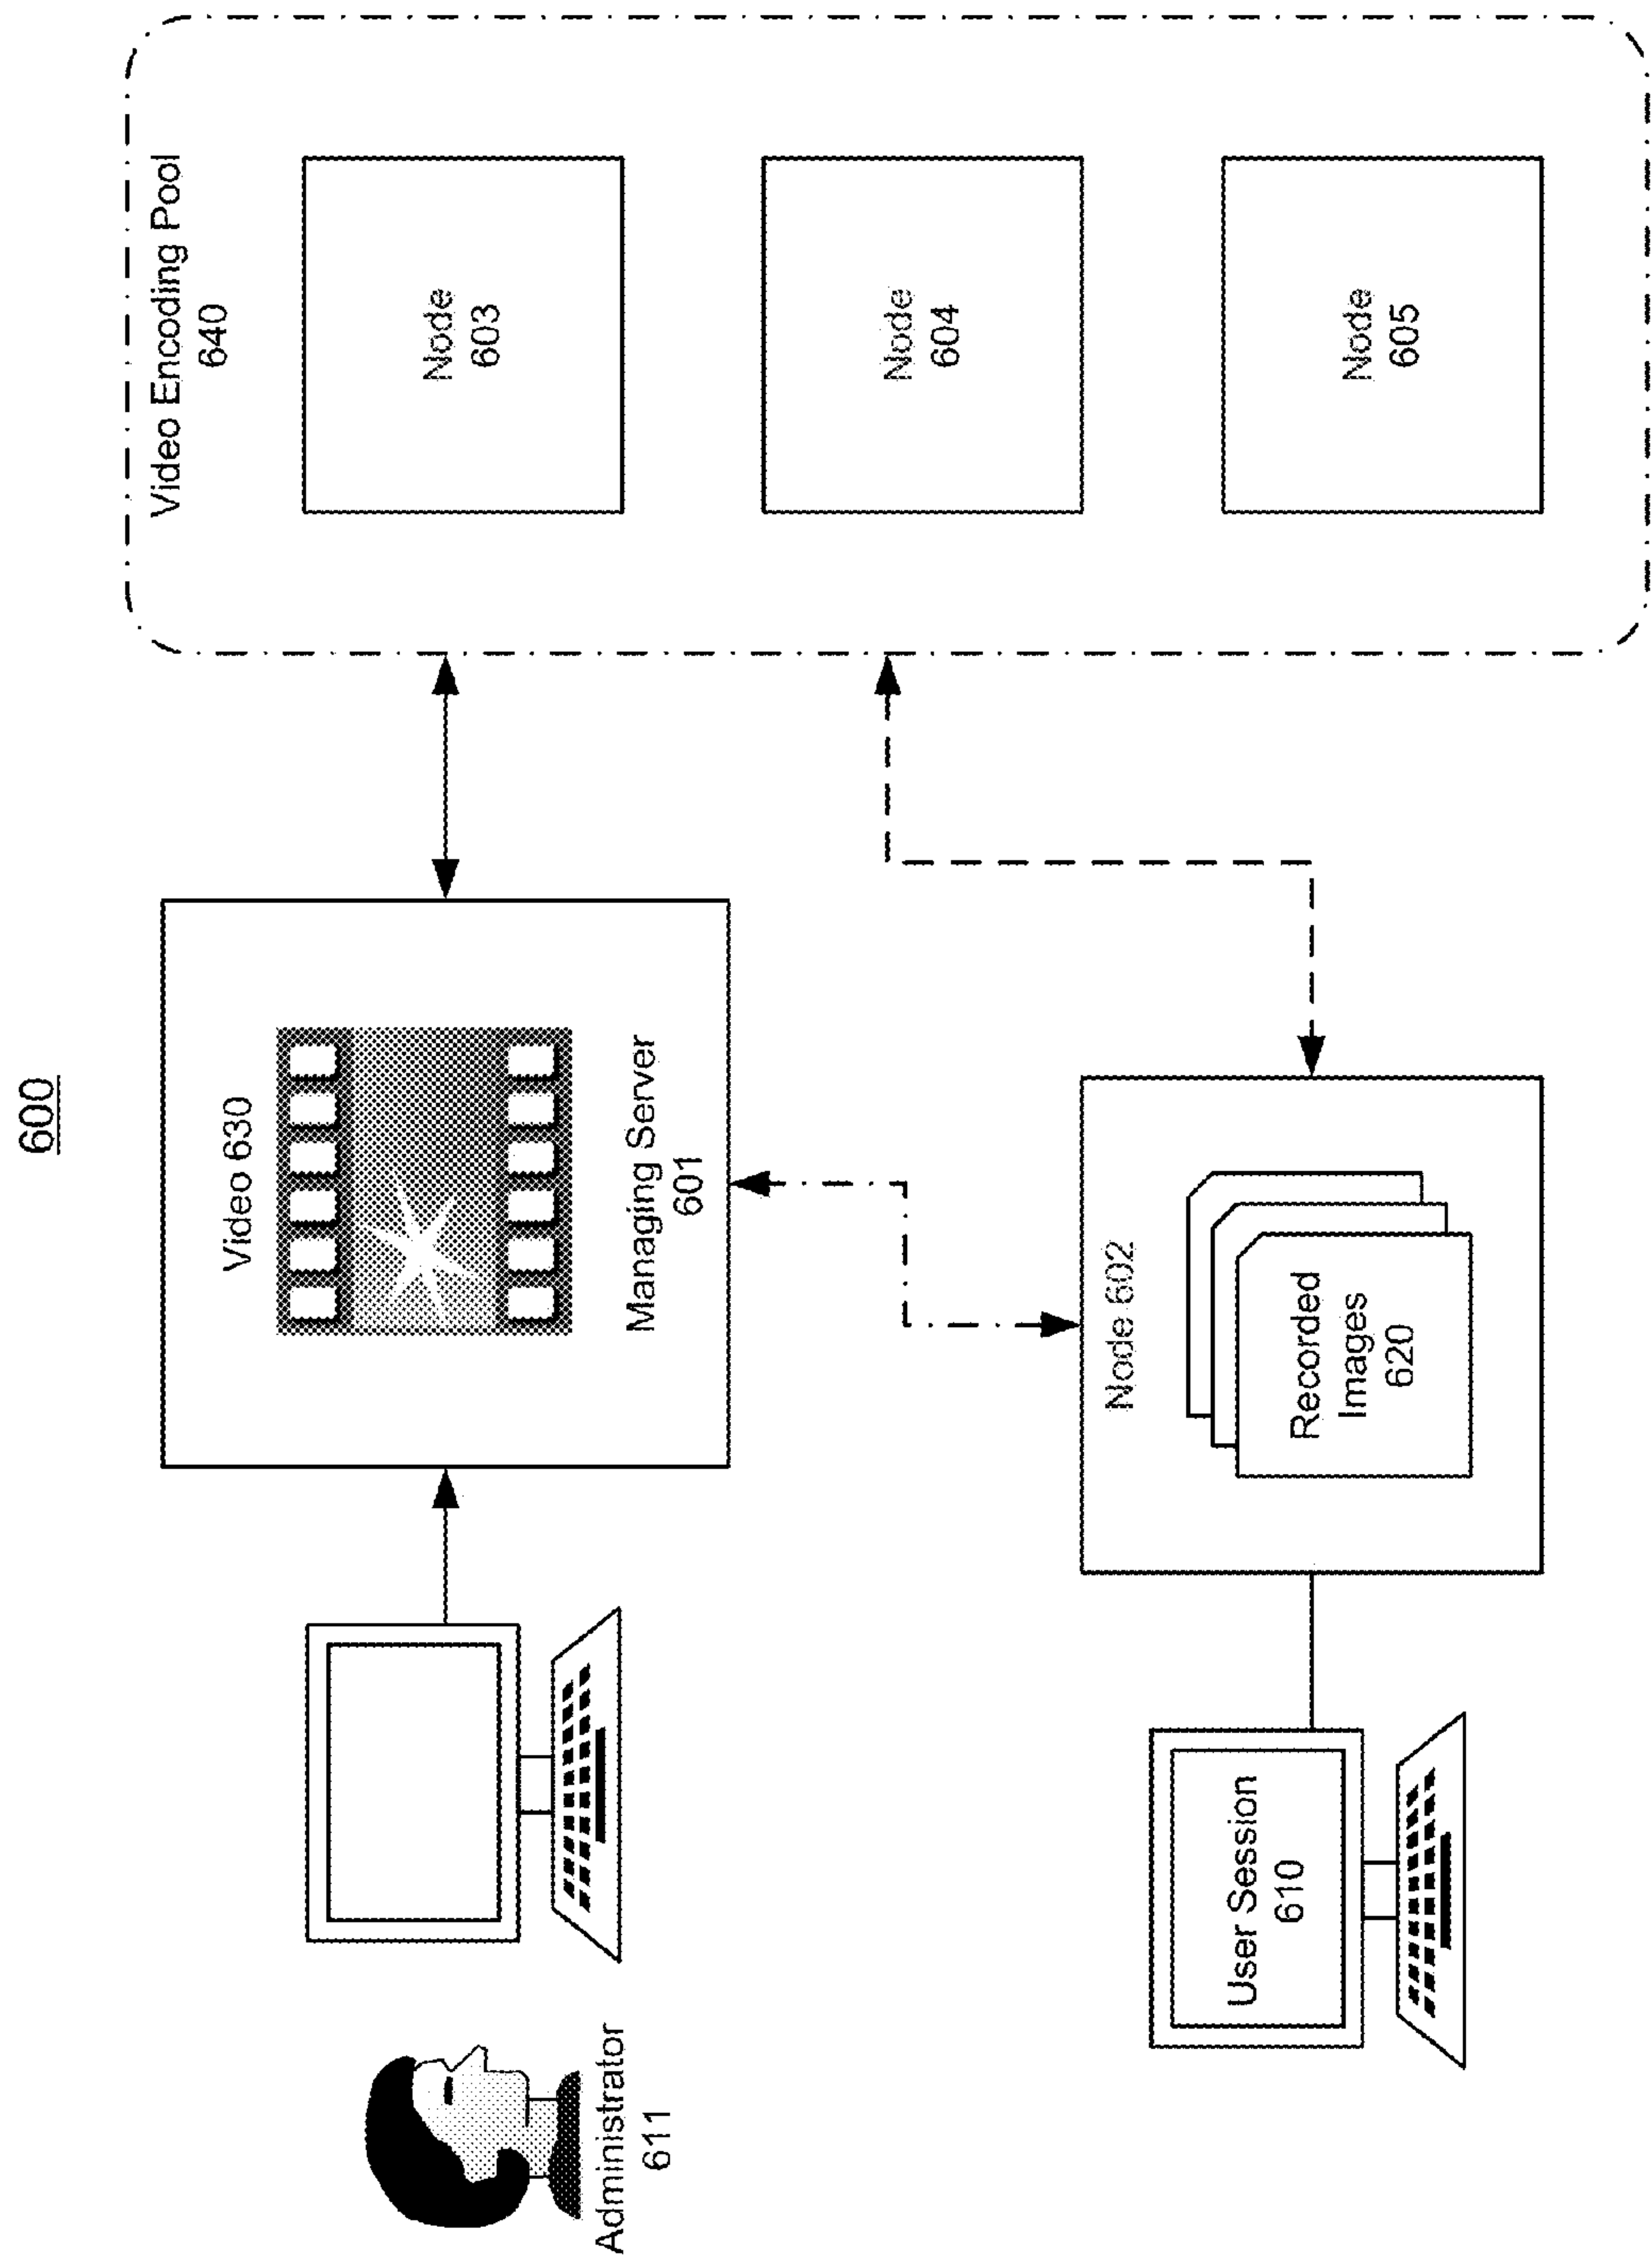 600
Video Encoding Pool
640
Node
603
Node
604
Node
605
Video 630
Managing Server
601
Administrator
611
Node 602
Recorded
Images
620
User Session
610